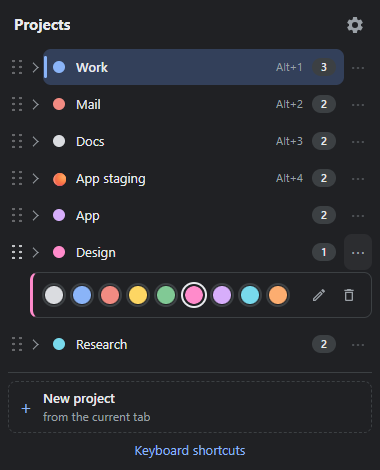 Projects
Work Alt+1 3
Mail Alt+2 2
Docs Alt+3 2
App staging Alt+4 2
App 2
Design 1
Research 2
New project
from the current tab
Keyboard shortcuts